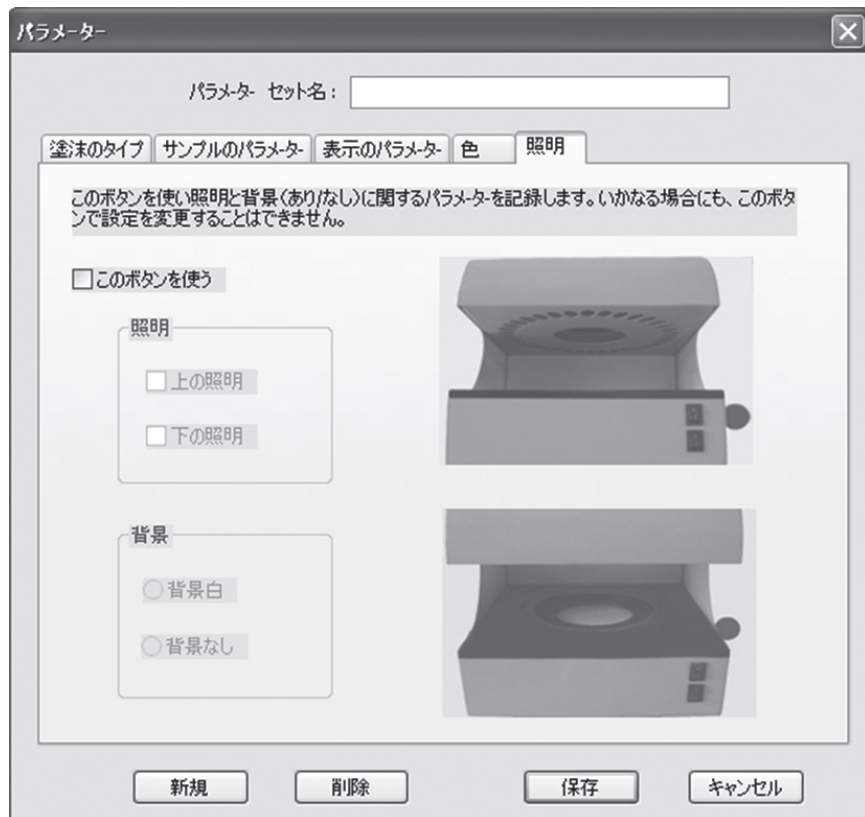 パラメーター
パラメーター セット名：
塗沫のタイプ サンプルのパラメーター 表示のパラメーター 色 照明
このボタンを使い照明と背景（あり/なし）に関するパラメーターを記録します。いかなる場合にも、このボタ
ンで設定を変更することはできません。
このボタンを使う
照明
上の照明
下の照明
背景
背景白
背景なし
新規 削除 保存 キャンセル